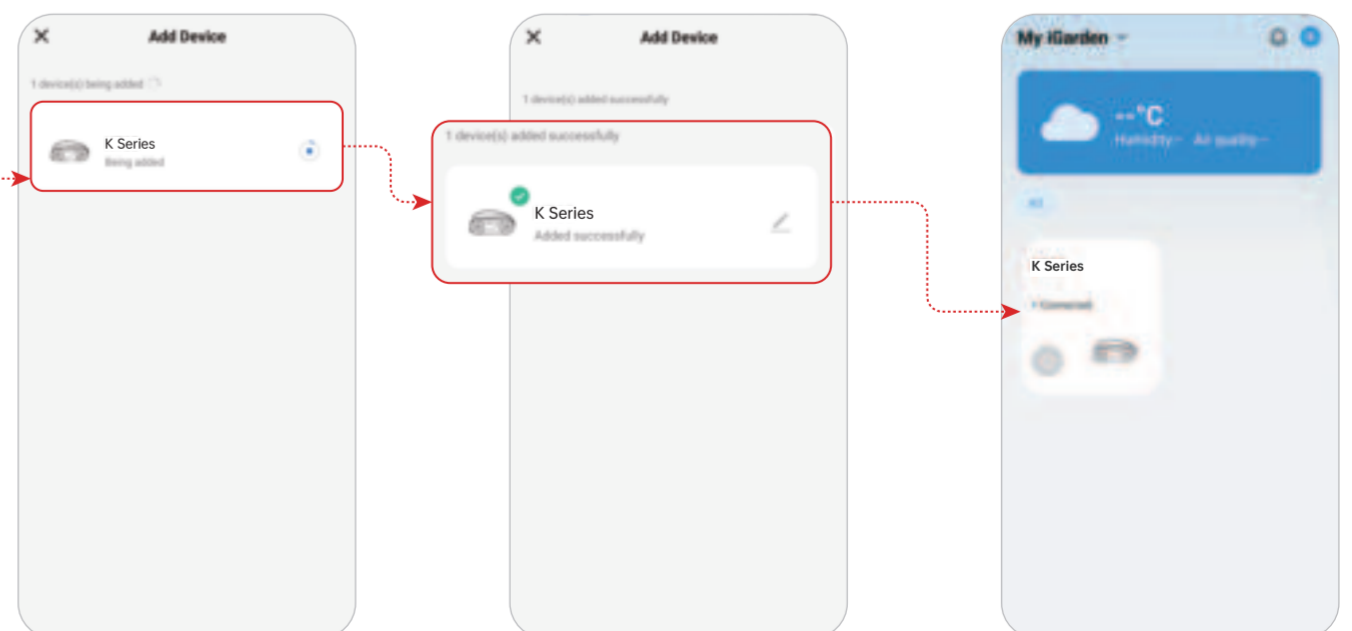 Add Device
1 device(s) being added
K Series
Being added
Add Device
1 device(s) added successfully
1 device(s) added successfully
K Series
Added successfully
My iGarden
--°C
Humidity-- Air quality--
All
K Series
Connected